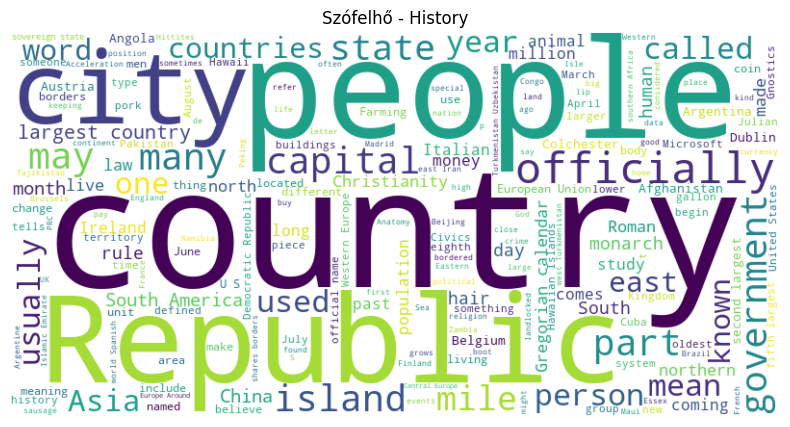 Szófelhő - History
sovereign state
Hittites
Angola
position
Acceleration
men
sometimes
Hawaii
someone
word
countries
state
year
animal
million
called
Western
often
Isle
March
city
people
Austria
borders
type
August
refer
keeping
pork
use
life
special
nation
Congo
land
ago
southern Africa
considered
big
lip
place
human
made
coin
Gnostics
kind
April
Argentina
Julian
largest country
Farming
larger
continent
de
buildings
letter
P
Turkmenistan Uzbekistan
data
good
Colchester
Microsoft
Dublin
may
many
Pakistan
law
capital
Italian
money
Madrid
say
body
currency
Tajikistan
Peking
east Iran
officially
home
month
live
one
thing
north
located
Christianity
high
European Union
lower
Afghanistan
Brussels
England
different
God
begin
gallon
change
pay
buy
Anatomy
Beijing
close
crime
tells
PRC
Ireland
Namibia
country
Civics
day
Roman
monarch
United States
territory
rule
long
Western Europe
Democratic Republic
eighth
bordered
Eastern
large
landlocked
Hawaiian Islands
Gregorian calendar
west Turkmenistan
study
t
UK
time
June
France
piece
political
east
government
usually
U S
official name
population
first
Republic
South American
used
past
hair
something
comes
Kingdom
known
second largest
fifth largest
Argentine
Islamic Emirate
world Spanish
unit
defined
July
Sea
religion
Zambia
South
Cuba
oldest
part
area
make
found
S
Belgium
boot
system
Brazil
shares borders
living
grows
Finland
northern
meaning
include
China
island
mile
person
mean
history
Asia
believe
Central Europe
might
coming
French
sausage
named
Europe Around
events
group
Maui
Essex
new